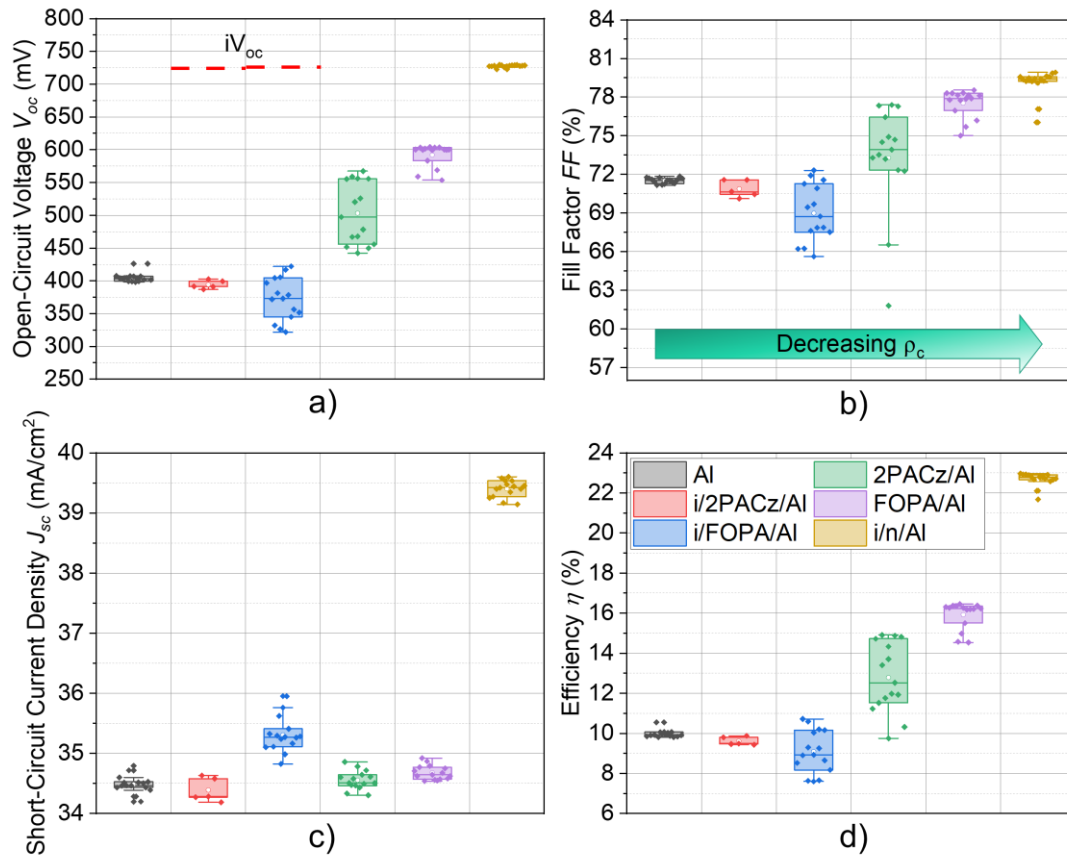 Open-Circuit Voltage Voc (mV)
800
750
700
650
600
550
500
450
400
350
300
250
iVoc
a)
Fill Factor FF (%)
84
81
78
75
72
69
66
63
60
57
Decreasing ρc
b)
Short-Circuit Current Density Jsc (mA/cm²)
40
39
38
37
36
35
34
c)
Efficiency η (%)
24
22
20
18
16
14
12
10
8
6
Al
i/2PACz/Al
i/FOPA/Al
2PACz/Al
FOPA/Al
i/n/Al
d)